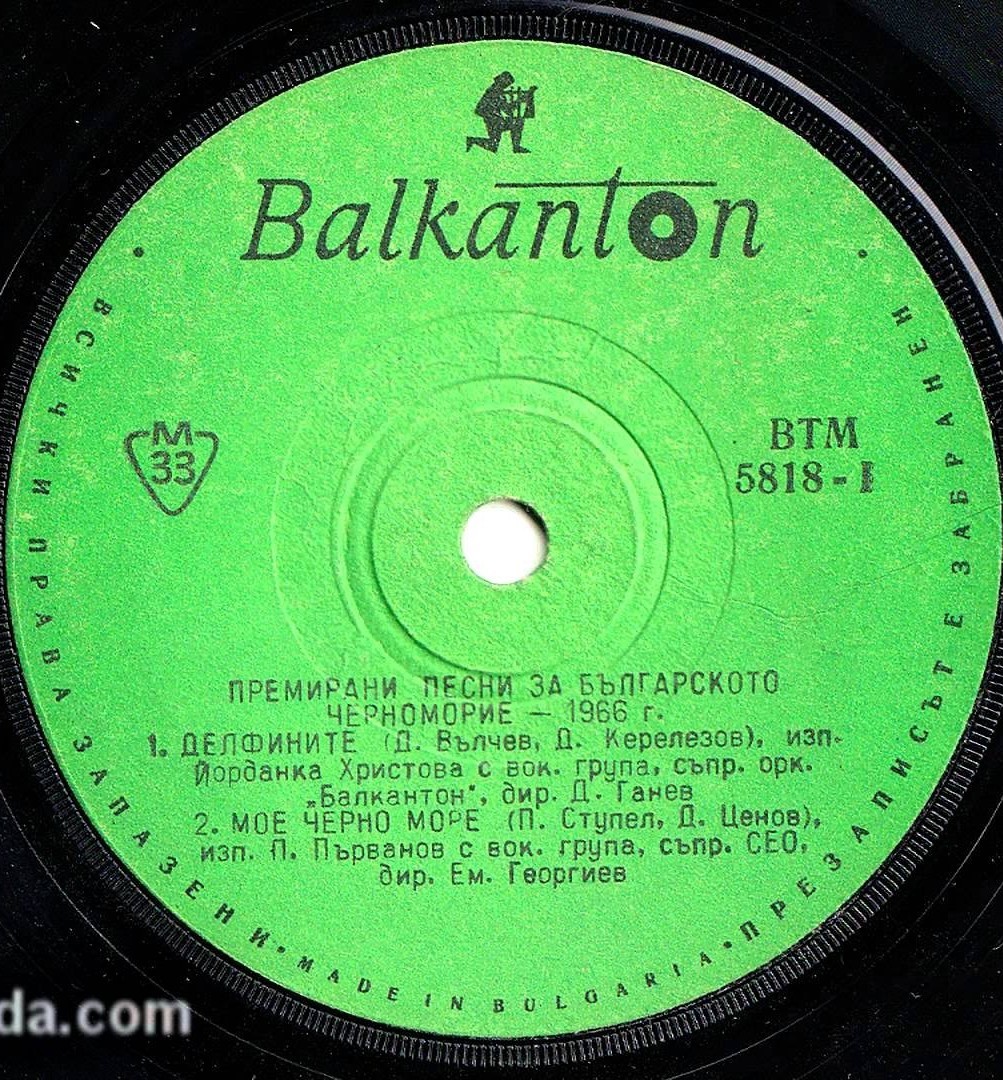 Balkanton
ВСИЧКИ ПРАВА ЗАПАЗЕНИ • MADE IN BULGARIA • ПРЕЗАПИСЪТ Е ЗАБРАНЕН
М
33
ВТМ
5818-I
ПРЕМИРАНИ ПЕСНИ ЗА БЪЛГАРСКОТО
ЧЕРНОМОРИЕ — 1966 г.
1. ДЕЛФИНИТЕ (Д. Вълчев, Д. Керелезов), изп.
Йорданка Христова с вок. група, съпр. орк.
„Балкантон", дир. Д. Ганев
2. МОЕ ЧЕРНО МОРЕ (П. Ступел, Д. Ценов),
изп. П. Първанов с вок. група, съпр. СЕО,
дир. Ем. Георгиев
da.com